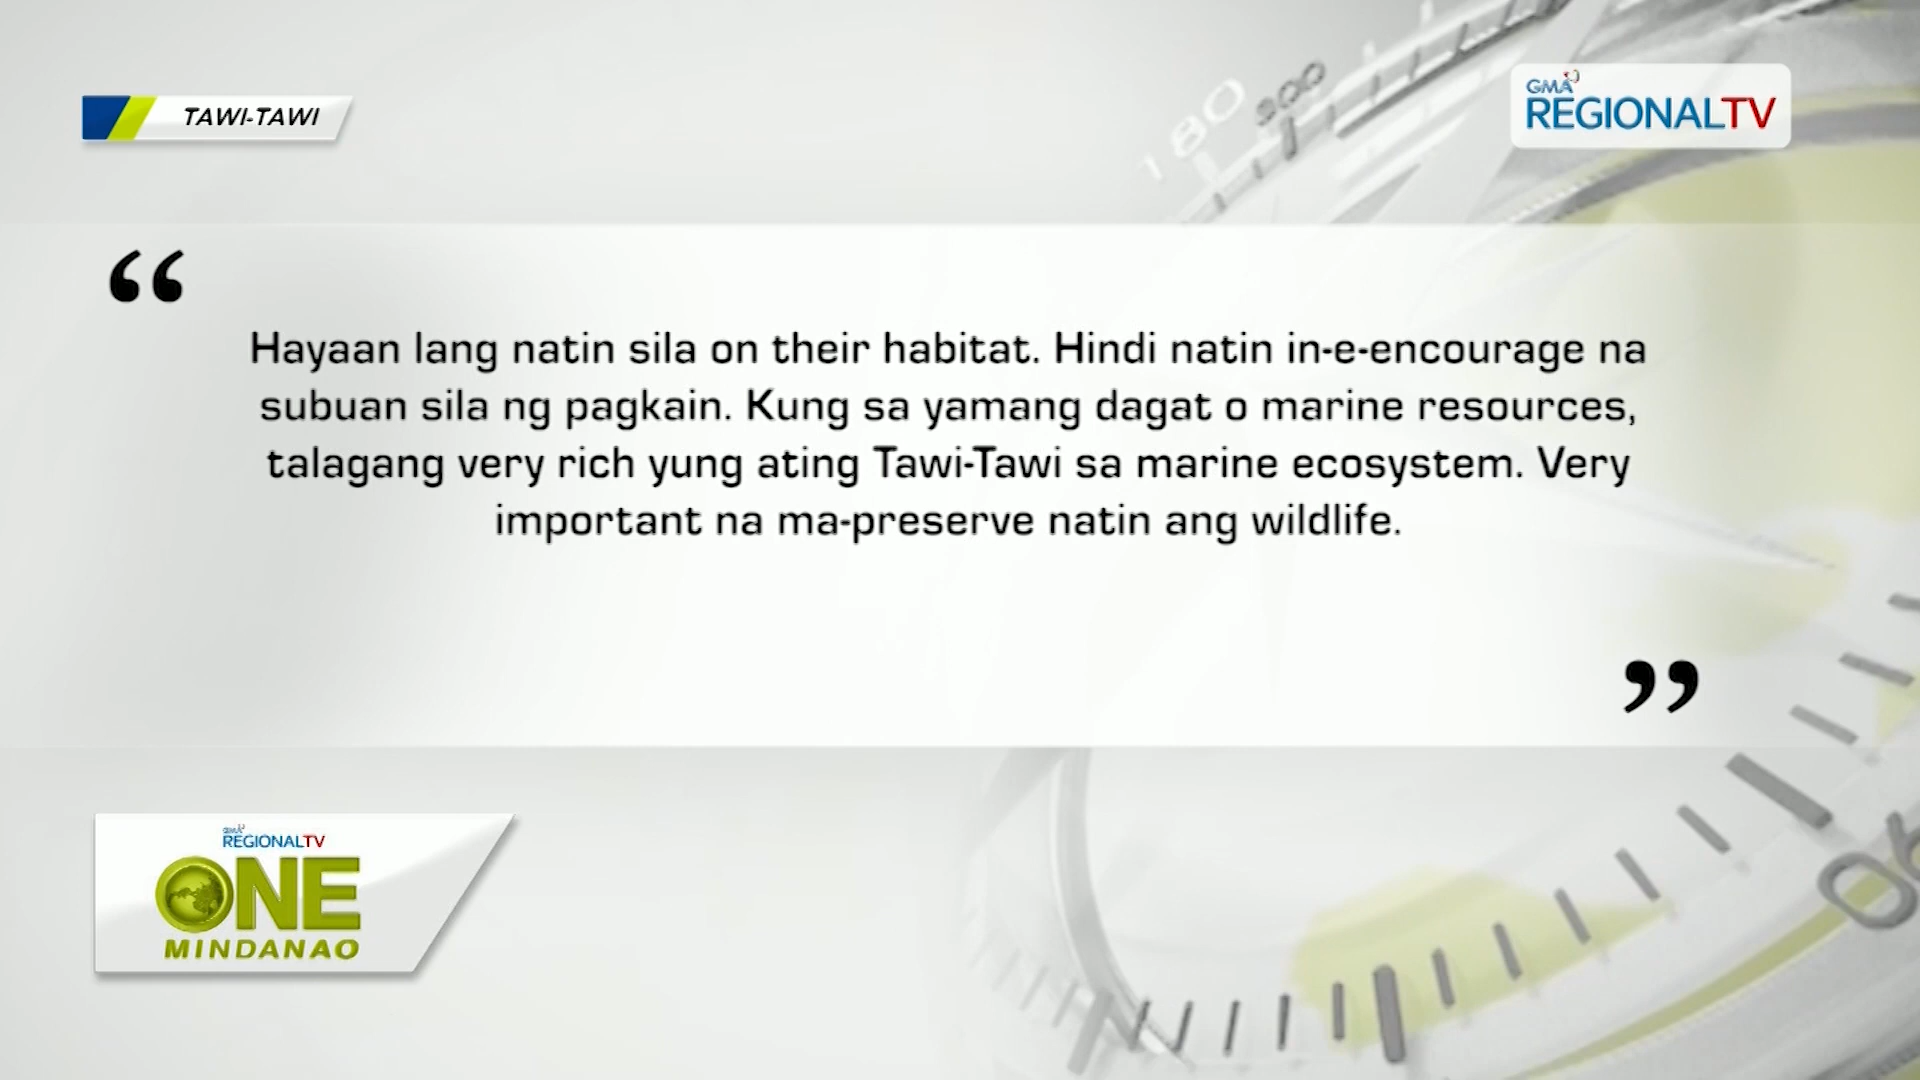 TAWI-TAWI
GMA
REGIONALTV
180
300
“
Hayaan lang natin sila on their habitat. Hindi natin in-e-encourage na
subuan sila ng pagkain. Kung sa yamang dagat o marine resources,
talagang very rich yung ating Tawi-Tawi sa marine ecosystem. Very
important na ma-preserve natin ang wildlife.
”
GMA
REGIONALTV
ONE
MINDANAO